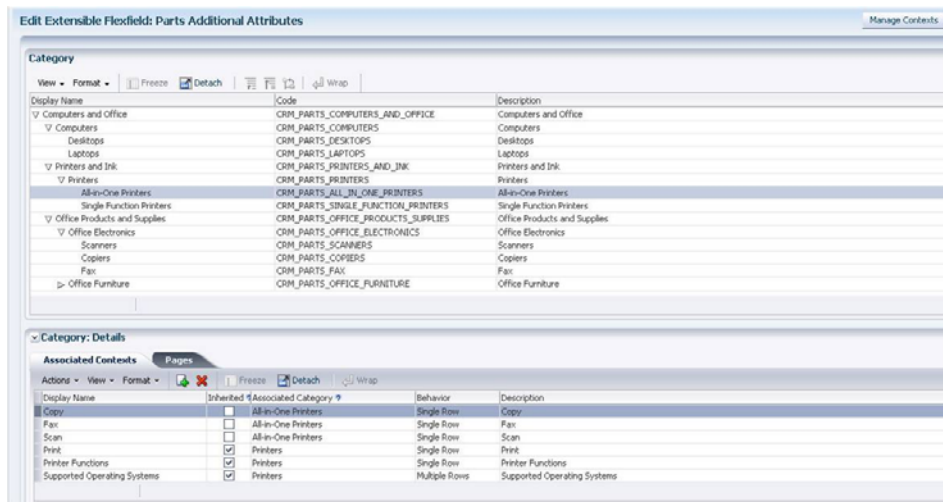 Edit Extensible Flexfield: Parts Additional Attributes Manage Contexts
Category
View Format Freeze Detach Wrap
Display Name Code Description
Computers and Office CRM_PARTS_COMPUTERS_AND_OFFICE Computers and Office
Computers CRM_PARTS_COMPUTERS Computers
Desktops CRM_PARTS_DESKTOPS Desktops
Laptops CRM_PARTS_LAPTOPS Laptops
Printers and Ink CRM_PARTS_PRINTERS_AND_INK Printers and Ink
Printers CRM_PARTS_PRINTERS Printers
All-in-One Printers CRM_PARTS_ALL_IN_ONE_PRINTERS All-in-One Printers
Single Function Printers CRM_PARTS_SINGLE_FUNCTION_PRINTERS Single Function Printers
Office Products and Supplies CRM_PARTS_OFFICE_PRODUCTS_SUPPLIES Office Products and Supplies
Office Electronics CRM_PARTS_OFFICE_ELECTRONICS Office Electronics
Scanners CRM_PARTS_SCANNERS Scanners
Copiers CRM_PARTS_COPIERS Copiers
Fax CRM_PARTS_FAX Fax
Office Furniture CRM_PARTS_OFFICE_FURNITURE Office Furniture
Category: Details
Associated Contexts Pages
Actions View Format Freeze Detach Wrap
Display Name Inherited Associated Category Behavior Description
Copy All-in-One Printers Single Row Copy
Fax All-in-One Printers Single Row Fax
Scan All-in-One Printers Single Row Scan
Print Printers Single Row Print
Printer Functions Printers Single Row Printer Functions
Supported Operating Systems Printers Multiple Rows Supported Operating Systems